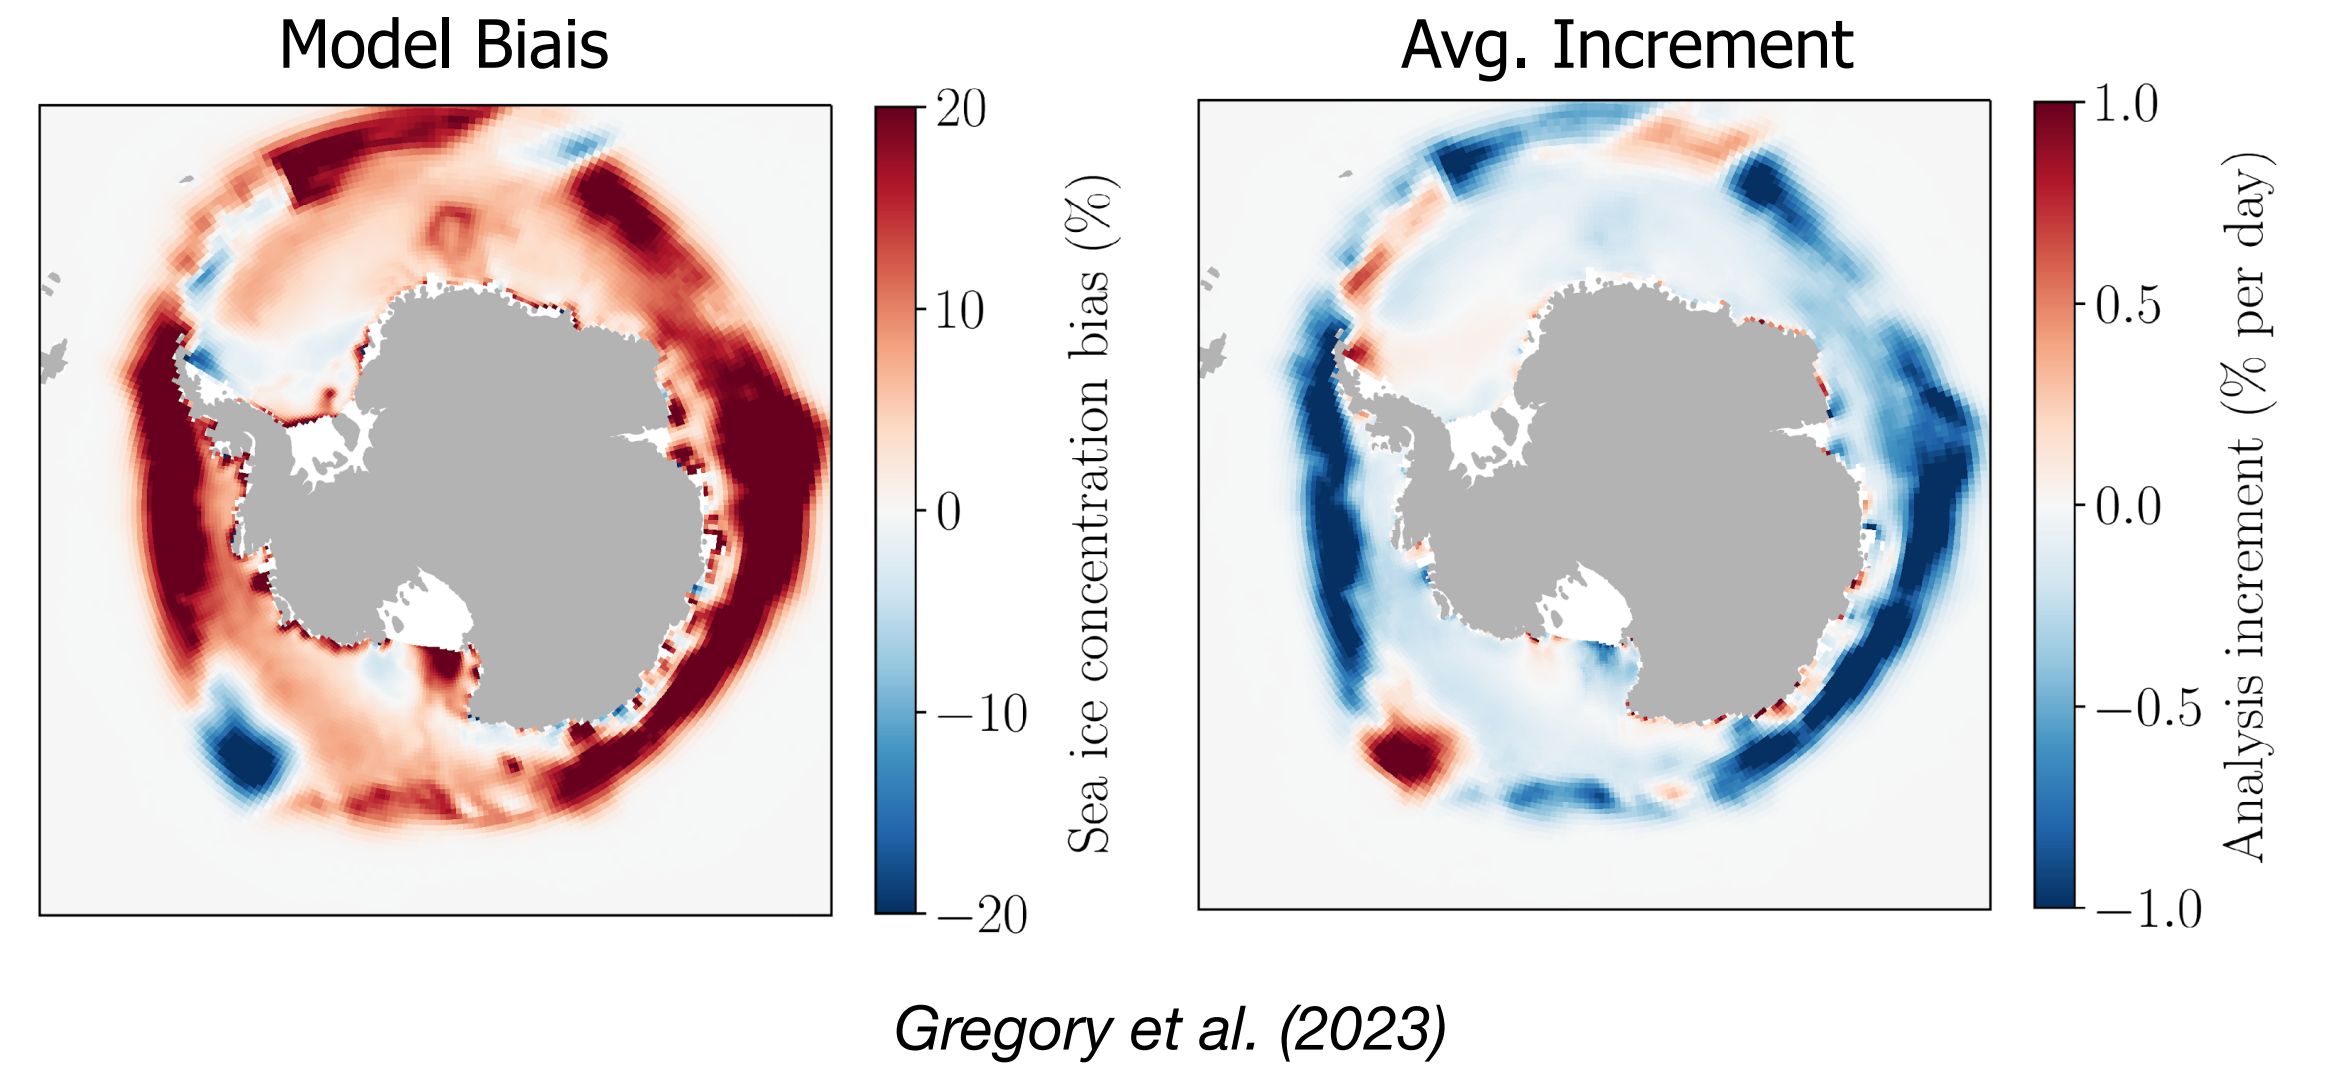 Model Biais
Avg. Increment
20
10
0
−10
−20
Sea ice concentration bias (%)
1.0
0.5
0.0
−0.5
−1.0
Analysis increment (% per day)
Gregory et al. (2023)